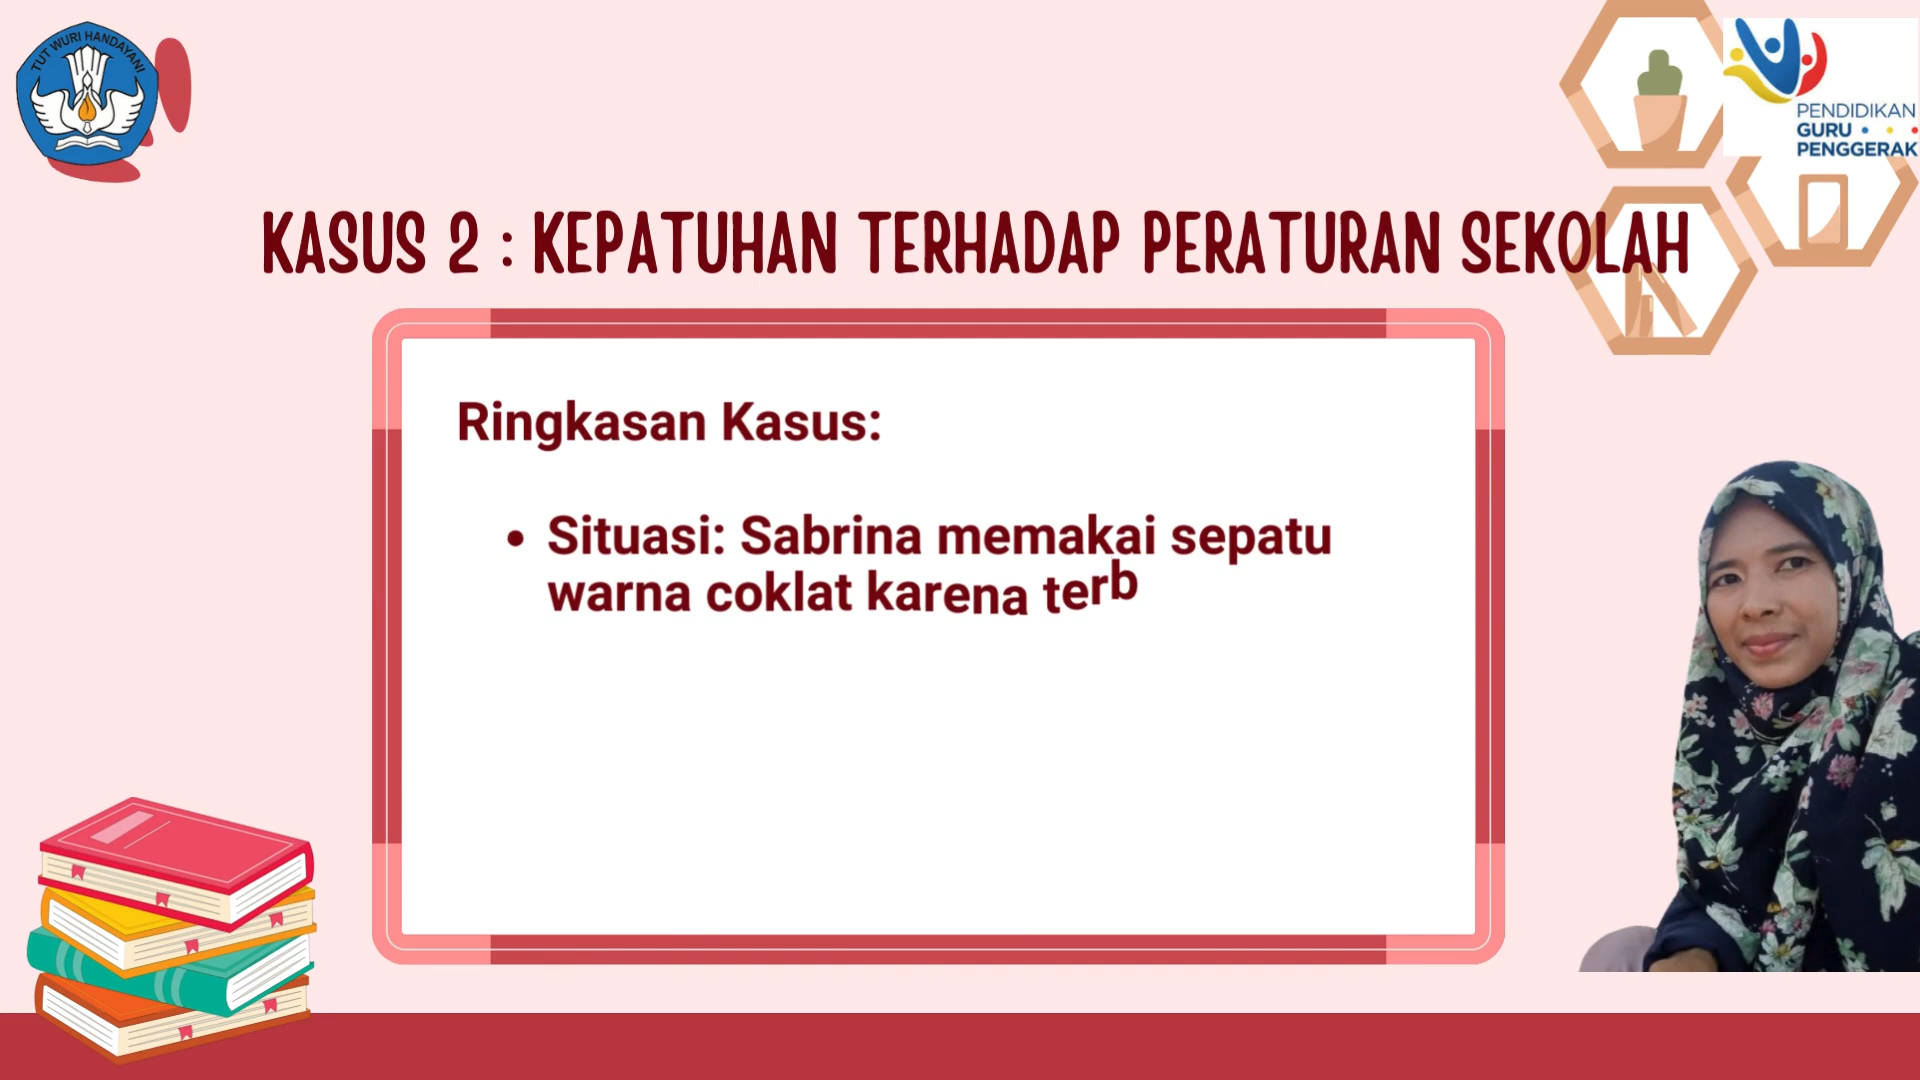 TUT WURI HANDAYANI
PENDIDIKAN
GURU
PENGGERAK
KASUS 2 : KEPATUHAN TERHADAP PERATURAN SEKOLAH
Ringkasan Kasus:
• Situasi: Sabrina memakai sepatu
warna coklat karena terb